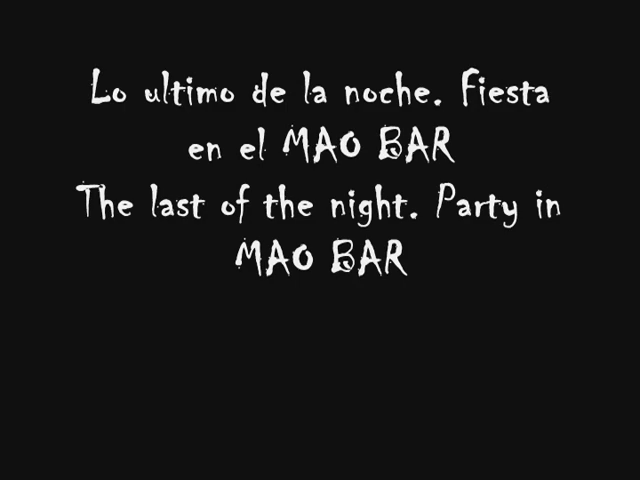 Lo ultimo de la noche. Fiesta
en el MAO BAR
The last of the night. Party in
MAO BAR